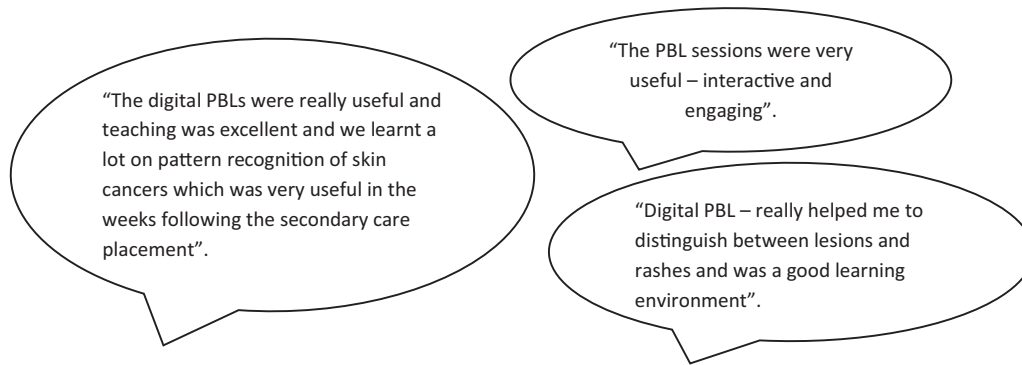 “The digital PBLs were really useful and
teaching was excellent and we learnt a
lot on pattern recognition of skin
cancers which was very useful in the
weeks following the secondary care
placement”.
“The PBL sessions were very
useful – interactive and
engaging”.
“Digital PBL – really helped me to
distinguish between lesions and
rashes and was a good learning
environment”.